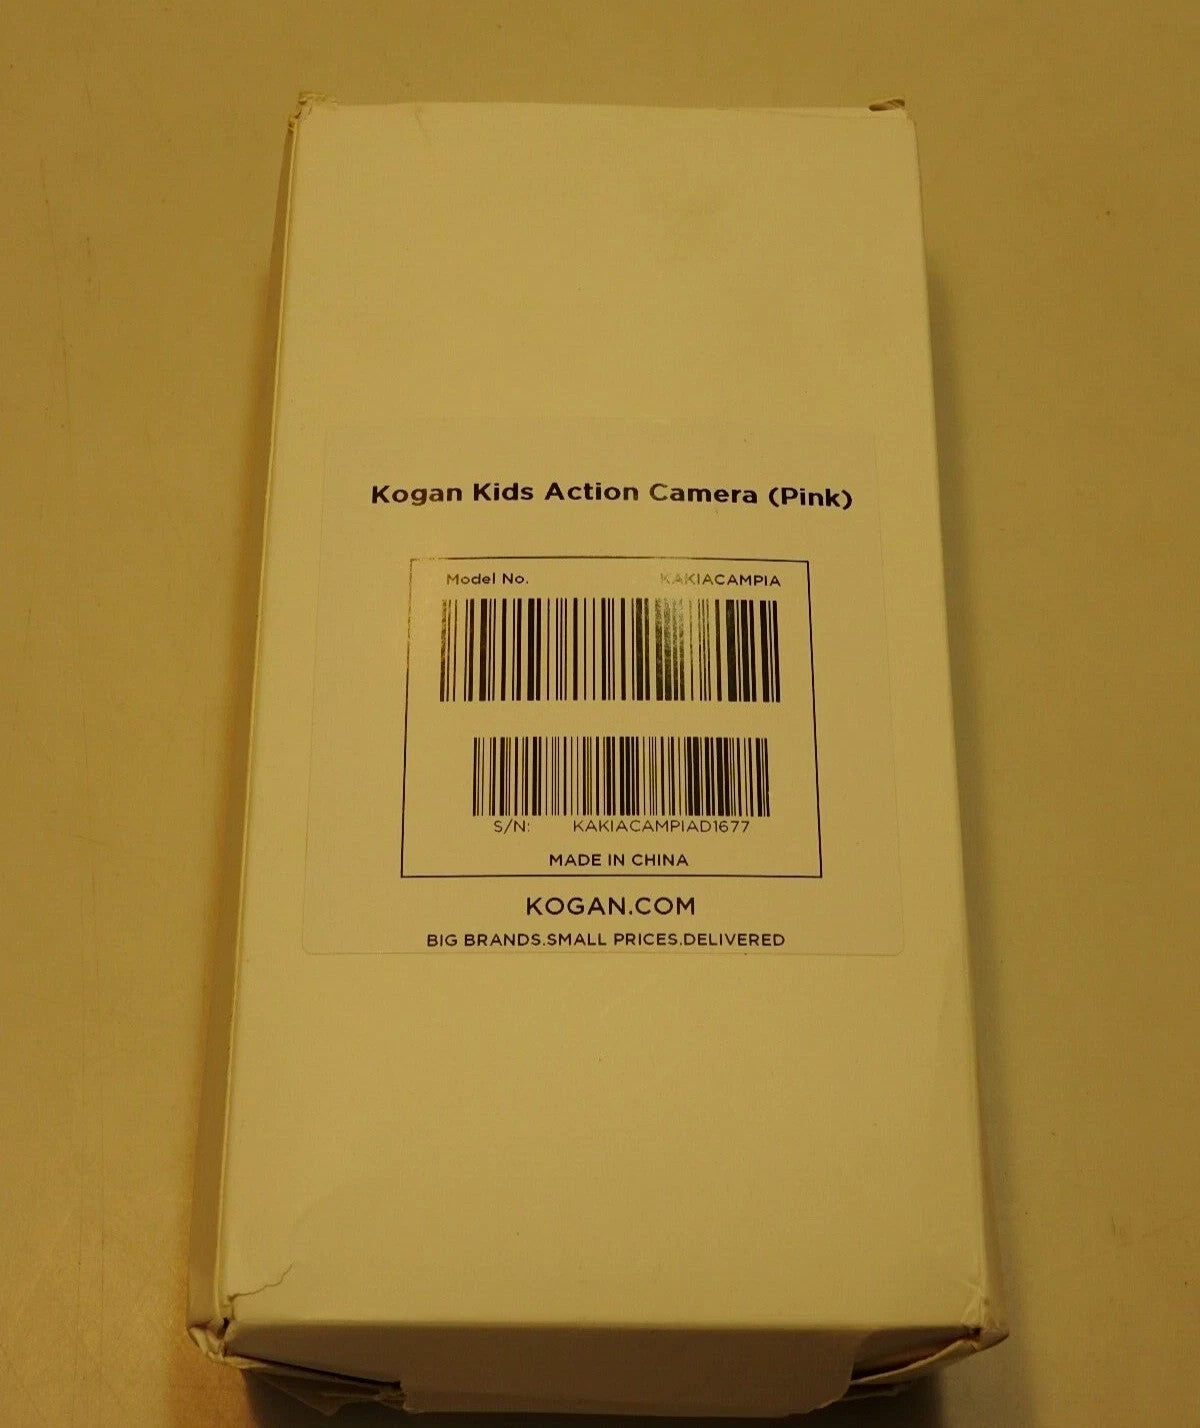 Kogan Kids Action Camera (Pink)
Model No. KAKIACAMPIA
S/N: KAKIACAMPIAD1677
MADE IN CHINA
KOGAN.COM
BIG BRANDS.SMALL PRICES.DELIVERED